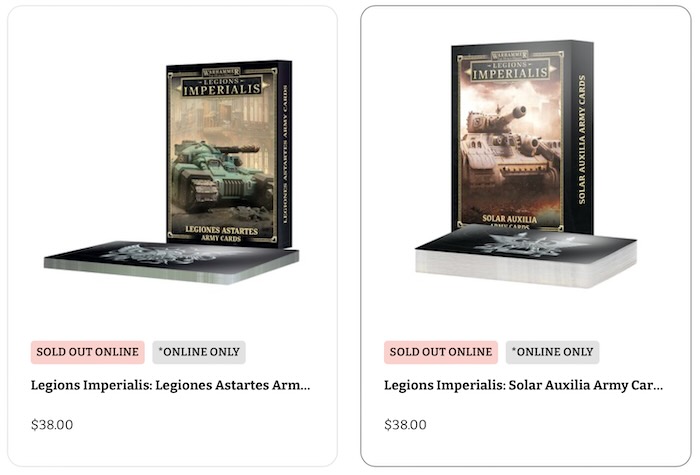 WARHAMMER
LEGIONS
IMPERIALIS
LEGIONES ASTARTES
ARMY CARDS
LEGIONES ASTARTES ARMY CARDS
SOLD OUT ONLINE
*ONLINE ONLY
Legions Imperialis: Legiones Astartes Arm...
$38.00
WARHAMMER
LEGIONS
IMPERIALIS
SOLAR AUXILIA
ARMY CARDS
SOLAR AUXILIA ARMY CARDS
SOLD OUT ONLINE
*ONLINE ONLY
Legions Imperialis: Solar Auxilia Army Car...
$38.00